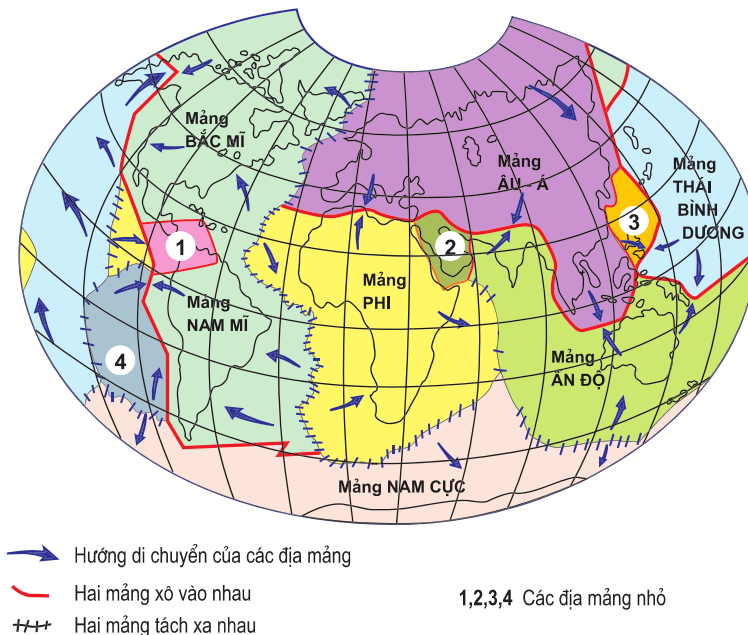 Mảng
BẮC MĨ
Mảng
ÂU - Á
Mảng
THÁI
BÌNH
DƯƠNG
3
1
2
Mảng
PHI
Mảng
NAM MĨ
4
Mảng
ẤN ĐỘ
Mảng NAM CỰC
Hướng di chuyển của các địa mảng
Hai mảng xô vào nhau
1,2,3,4 Các địa mảng nhỏ
Hai mảng tách xa nhau